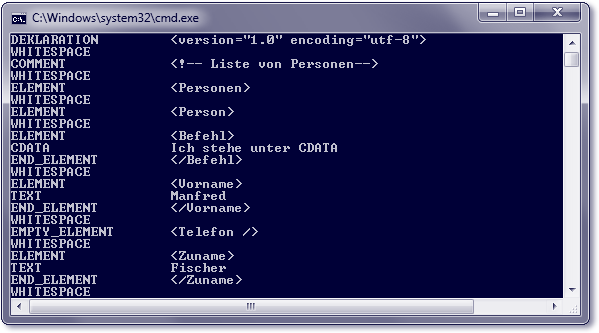 C:\Windows\system32\cmd.exe
DEKLARATION <version="1.0" encoding="utf-8">
WHITESPACE
COMMENT <!-- Liste von Personen-->
WHITESPACE
ELEMENT <Personen>
WHITESPACE
ELEMENT <Person>
WHITESPACE
ELEMENT <Befehl>
CDATA Ich stehe unter CDATA
END_ELEMENT </Befehl>
WHITESPACE
ELEMENT <Vorname>
TEXT Manfred
END_ELEMENT </Vorname>
WHITESPACE
EMPTY_ELEMENT <Telefon />
WHITESPACE
ELEMENT <Zuname>
TEXT Fischer
END_ELEMENT </Zuname>
WHITESPACE